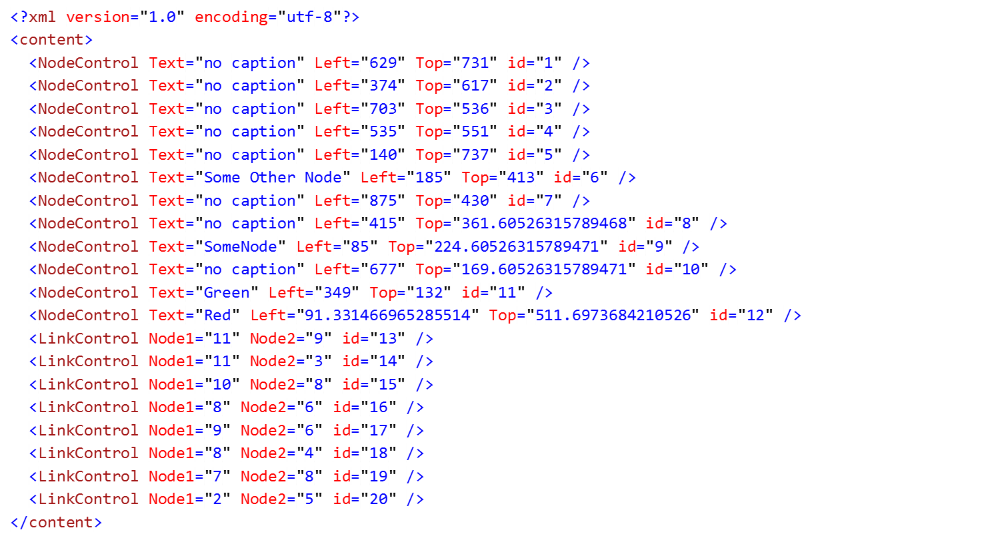 <?xml version="1.0" encoding="utf-8"?>
<content>
  <NodeControl Text="no caption" Left="629" Top="731" id="1" />
  <NodeControl Text="no caption" Left="374" Top="617" id="2" />
  <NodeControl Text="no caption" Left="703" Top="536" id="3" />
  <NodeControl Text="no caption" Left="535" Top="551" id="4" />
  <NodeControl Text="no caption" Left="140" Top="737" id="5" />
  <NodeControl Text="Some Other Node" Left="185" Top="413" id="6" />
  <NodeControl Text="no caption" Left="875" Top="430" id="7" />
  <NodeControl Text="no caption" Left="415" Top="361.60526315789468" id="8" />
  <NodeControl Text="SomeNode" Left="85" Top="224.60526315789471" id="9" />
  <NodeControl Text="no caption" Left="677" Top="169.60526315789471" id="10" />
  <NodeControl Text="Green" Left="349" Top="132" id="11" />
  <NodeControl Text="Red" Left="91.331466965285514" Top="511.6973684210526" id="12" />
  <LinkControl Node1="11" Node2="9" id="13" />
  <LinkControl Node1="11" Node2="3" id="14" />
  <LinkControl Node1="10" Node2="8" id="15" />
  <LinkControl Node1="8" Node2="6" id="16" />
  <LinkControl Node1="9" Node2="6" id="17" />
  <LinkControl Node1="8" Node2="4" id="18" />
  <LinkControl Node1="7" Node2="8" id="19" />
  <LinkControl Node1="2" Node2="5" id="20" />
</content>